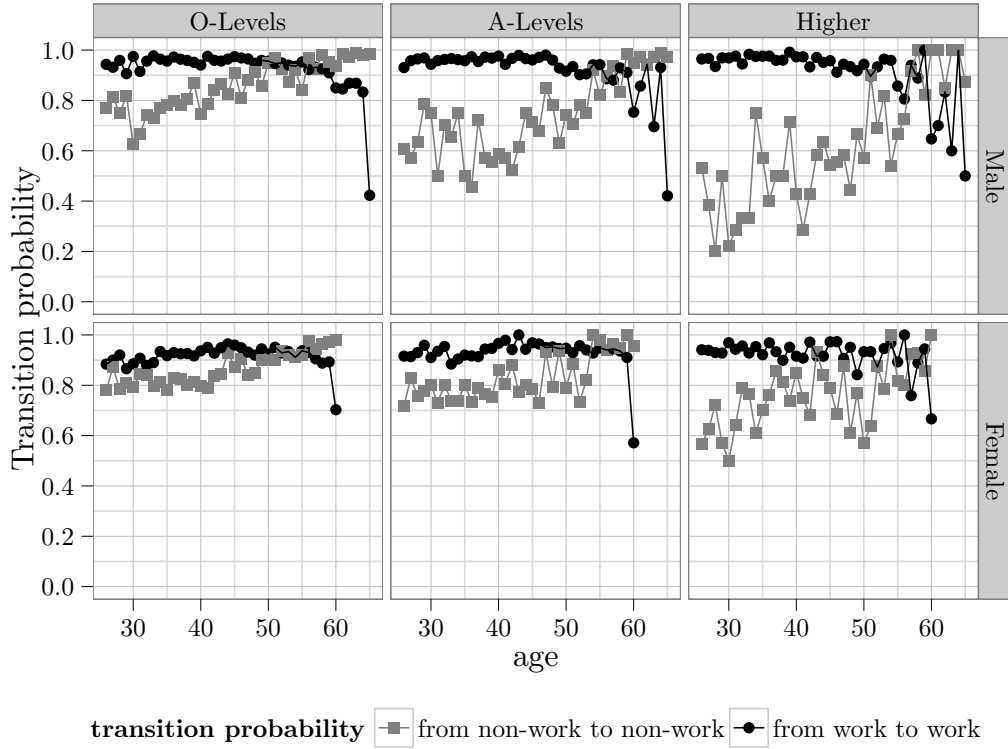 O-Levels A-Levels Higher
1.0
0.8
0.6
0.4
0.2
0.0
Male
1.0
0.8
0.6
0.4
0.2
0.0
Female
Transition probability
30 40 50 60 30 40 50 60 30 40 50 60
age
transition probability from non-work to non-work from work to work